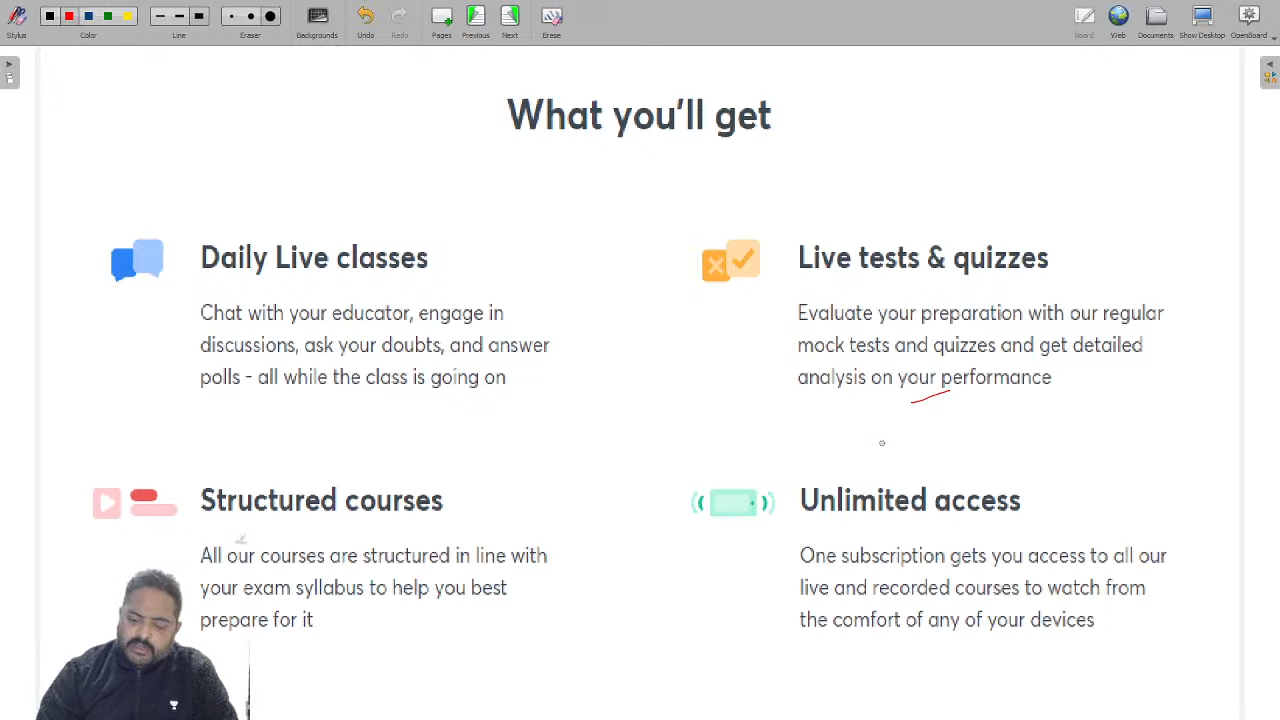 Stylus
Color
Line
Eraser
Backgrounds
Undo
Redo
Pages
Previous
Next
Erase
Board
Web
Documents
Show Desktop
OpenBoard
What you'll get
Daily Live classes
Chat with your educator, engage in
discussions, ask your doubts, and answer
polls - all while the class is going on
Live tests & quizzes
Evaluate your preparation with our regular
mock tests and quizzes and get detailed
analysis on your performance
Structured courses
All our courses are structured in line with
your exam syllabus to help you best
prepare for it
Unlimited access
One subscription gets you access to all our
live and recorded courses to watch from
the comfort of any of your devices